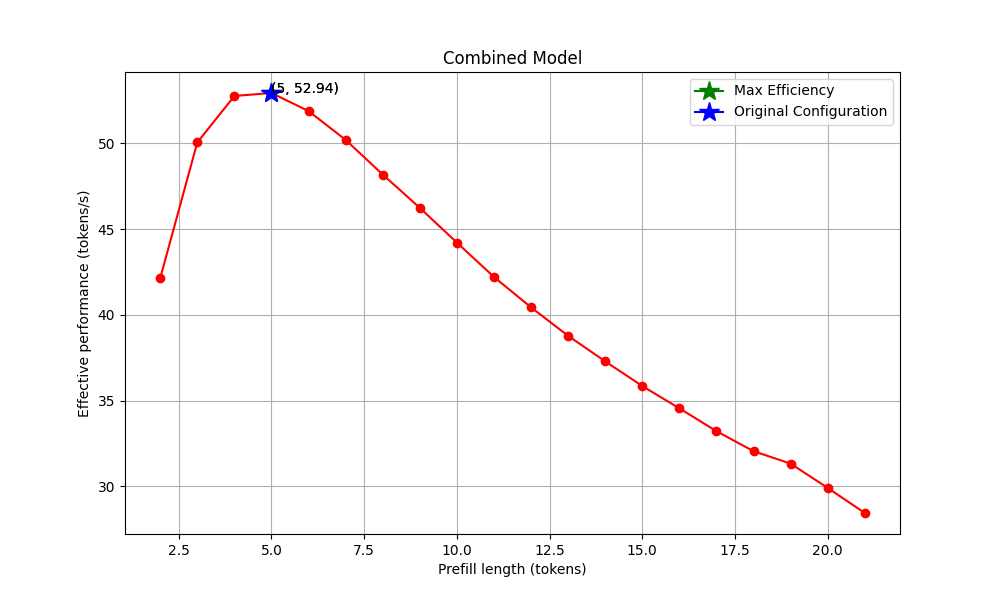 Combined Model
(5, 52.94)
Max Efficiency
Original Configuration
Effective performance (tokens/s)
50
45
40
35
30
2.5 5.0 7.5 10.0 12.5 15.0 17.5 20.0
Prefill length (tokens)